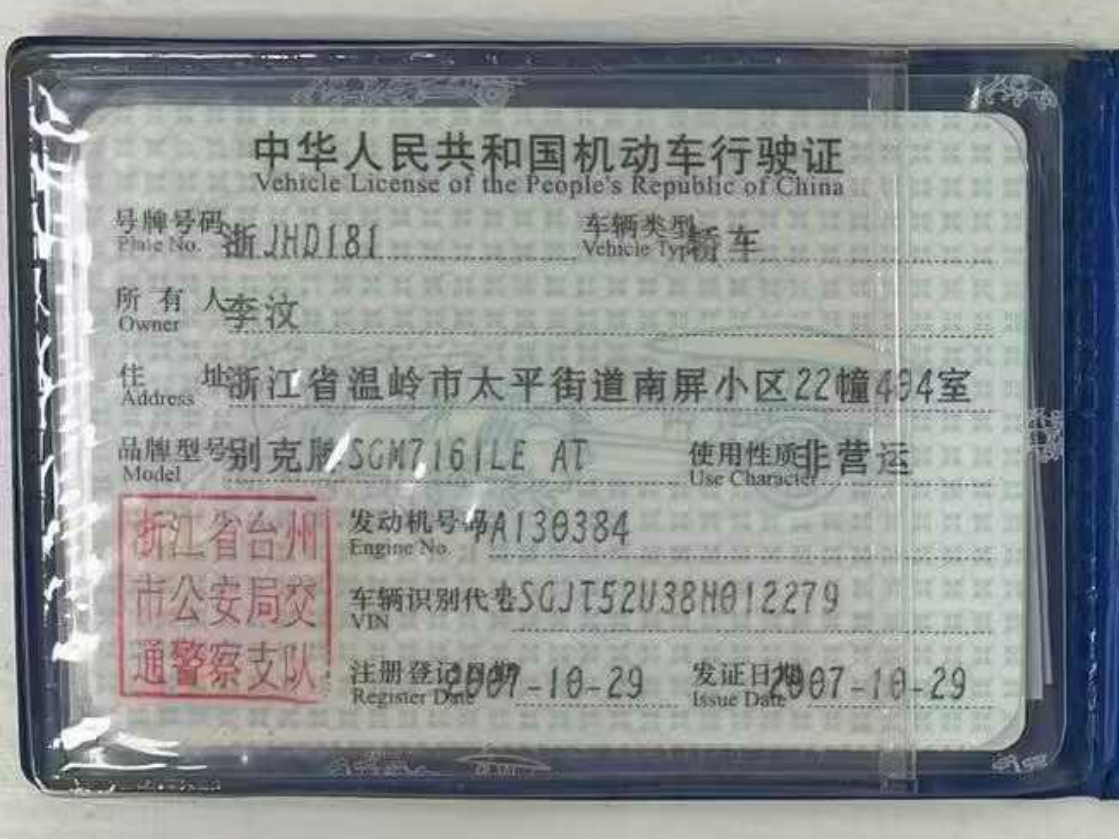 中华人民共和国机动车行驶证
Vehicle License of the People's Republic of China
号牌号码 浙JHD181 车辆类型 轿车
Plate No. Vehicle Type
所有人 李汶
Owner
住址 浙江省温岭市太平街道南屏小区22幢494室
Address
品牌型号 别克牌SGM7161LE AT 使用性质 非营运
Model Use Character
发动机号码 7A130384
Engine No.
车辆识别代号 LSGJT52U38H012279
VIN
注册登记日期 2007-10-29 发证日期 2007-10-29
Register Date Issue Date
浙江省台州
市公安局交
通警察支队